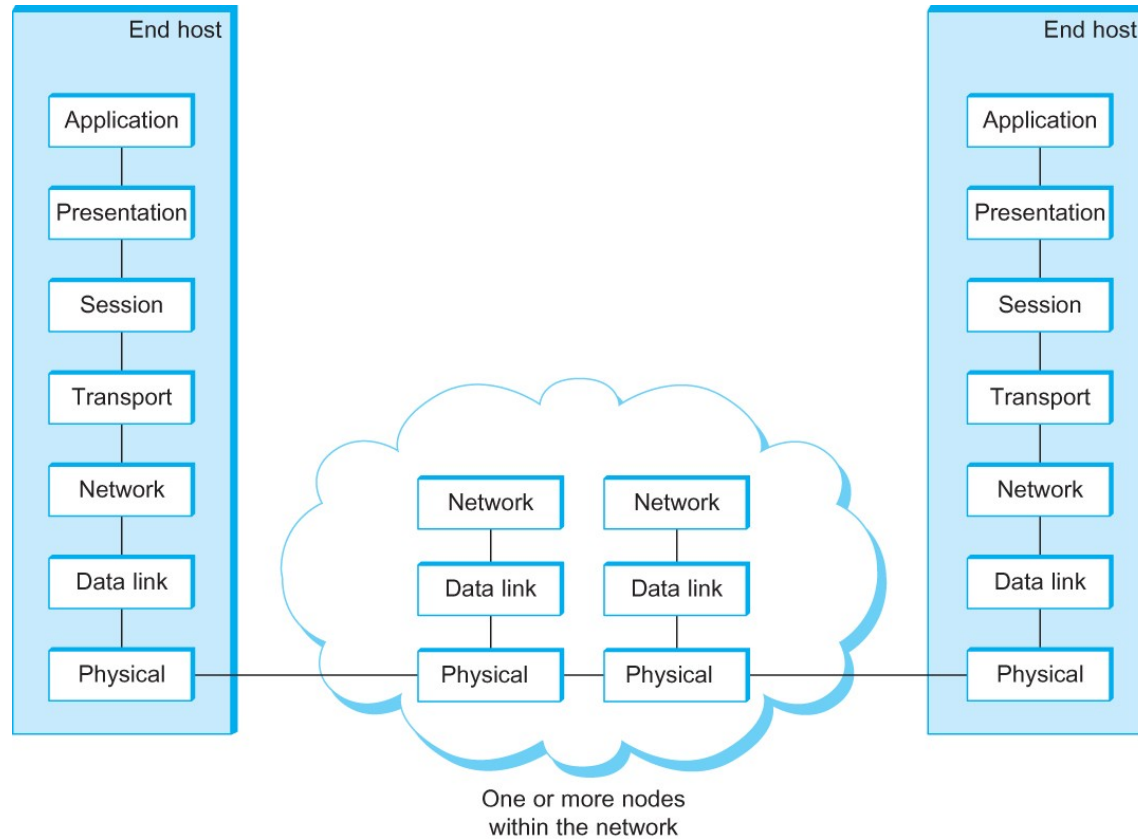 End host
Application
Presentation
Session
Transport
Network
Data link
Physical
Network
Data link
Physical
Network
Data link
Physical
One or more nodes
within the network
End host
Application
Presentation
Session
Transport
Network
Data link
Physical